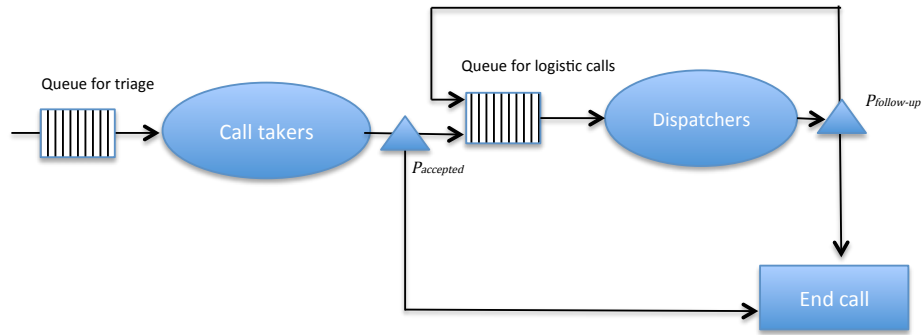 Queue for triage
Call takers
Paccepted
Queue for logistic calls
Dispatchers
Pfollow-up
End call